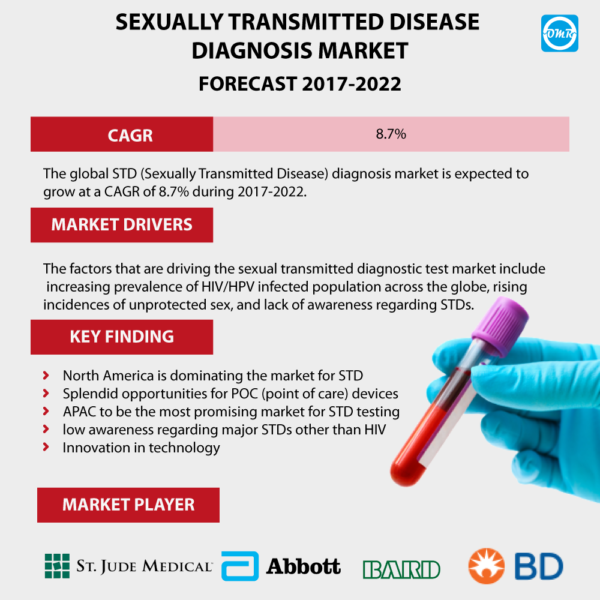 SEXUALLY TRANSMITTED DISEASE
DIAGNOSIS MARKET
FORECAST 2017-2022
OMR
CAGR
8.7%
The global STD (Sexually Transmitted Disease) diagnosis market is expected to
grow at a CAGR of 8.7% during 2017-2022.
MARKET DRIVERS
The factors that are driving the sexual transmitted diagnostic test market include
increasing prevalence of HIV/HPV infected population across the globe, rising
incidences of unprotected sex, and lack of awareness regarding STDs.
KEY FINDING
North America is dominating the market for STD
Splendid opportunities for POC (point of care) devices
APAC to be the most promising market for STD testing
low awareness regarding major STDs other than HIV
Innovation in technology
MARKET PLAYER
ST. JUDE MEDICAL
Abbott
BARD
BD